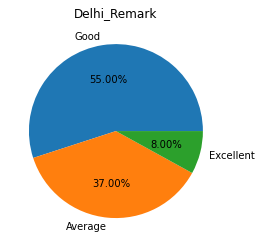 Delhi_Remark
Good
55.00%
8.00%
Excellent
37.00%
Average